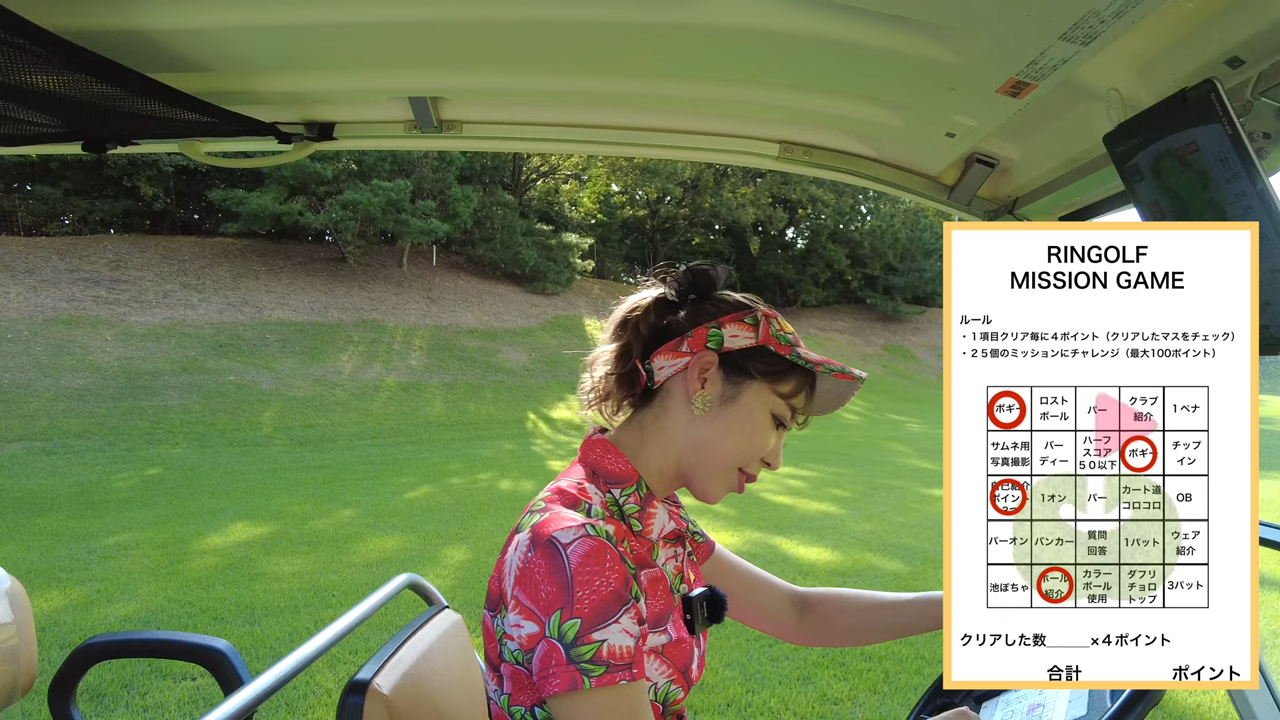 RINGOLF
MISSION GAME
ルール
・１項目クリア毎に４ポイント（クリアしたマスをチェック）
・２５個のミッションにチャレンジ（最大100ポイント）
ボギー
ロスト
ボール
パー
クラブ
紹介
１ペナ
サムネ用
写真撮影
バー
ディー
ハーフ
スコア
５０以下
ボギー
チップ
イン
自己紹介
ポイント
1オン
パー
カート道
コロコロ
OB
パーオン
バンカー
質問
回答
1パット
ウェア
紹介
池ぽちゃ
ボール
紹介
カラー
ボール
使用
ダフリ
チョロ
トップ
3パット
クリアした数_____×４ポイント
合計 ポイント